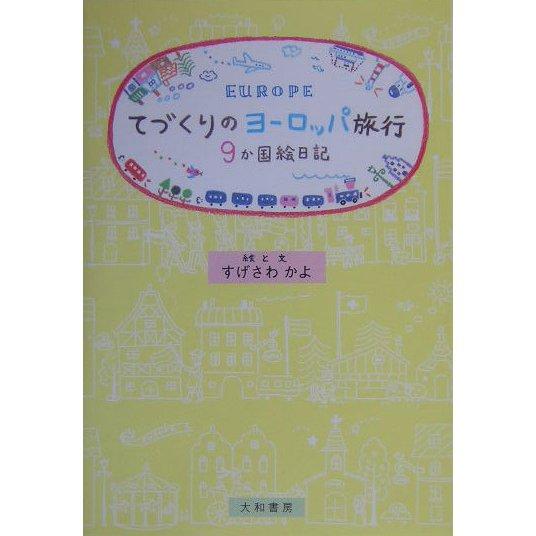 EUROPE
てづくりのヨーロッパ旅行
9か国絵日記
絵と文
すげさわ かよ
大和書房